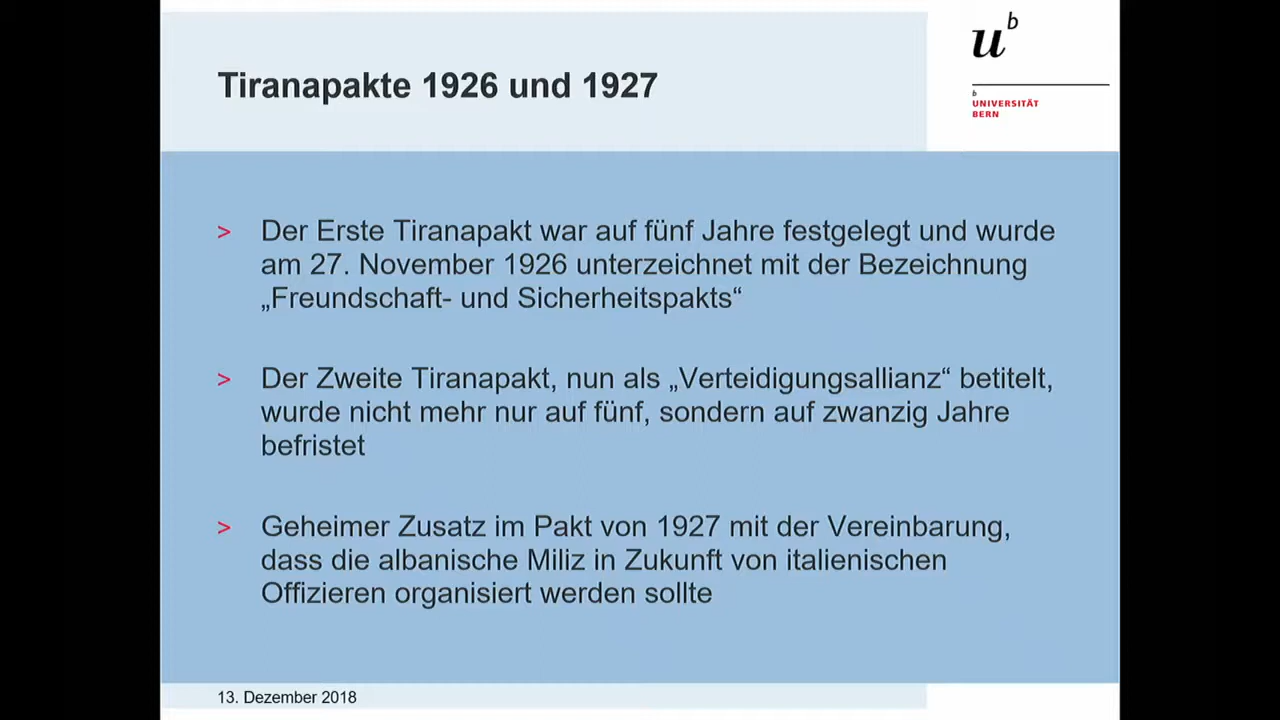 Tiranapakte 1926 und 1927
u^b
b
UNIVERSITÄT
BERN
> Der Erste Tiranapakt war auf fünf Jahre festgelegt und wurde
am 27. November 1926 unterzeichnet mit der Bezeichnung
„Freundschaft- und Sicherheitspakts“
> Der Zweite Tiranapakt, nun als „Verteidigungsallianz“ betitelt,
wurde nicht mehr nur auf fünf, sondern auf zwanzig Jahre
befristet
> Geheimer Zusatz im Pakt von 1927 mit der Vereinbarung,
dass die albanische Miliz in Zukunft von italienischen
Offizieren organisiert werden sollte
13. Dezember 2018